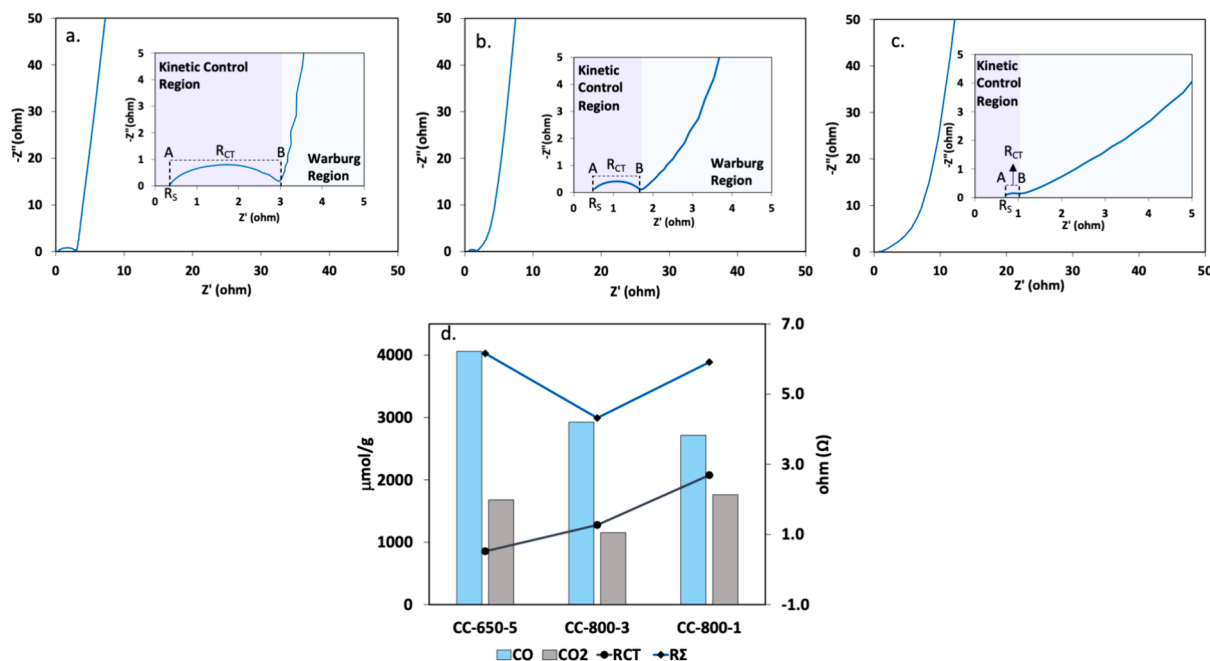 a.
50
40
30
20
10
0
-Z" (ohm)
0 10 20 30 40 50
Z' (ohm)
5
4
3
2
1
0
-Z" (ohm)
Kinetic Control
Region
A RCT B
RS
Warburg
Region
0 1 2 3 4 5
Z' (ohm)
b.
50
40
30
20
10
0
-Z" (ohm)
0 10 20 30 40 50
Z' (ohm)
5
4
3
2
1
0
-Z" (ohm)
Kinetic
Control
Region
A RCT B
RS
Warburg
Region
0 1 2 3 4 5
Z' (ohm)
c.
50
40
30
20
10
0
-Z" (ohm)
0 10 20 30 40 50
Z' (ohm)
5
4
3
2
1
0
-Z" (ohm)
Kinetic
Control
Region
RCT
A B
RS
0 1 2 3 4 5
Z' (ohm)
d.
4000
3000
2000
1000
0
μmol/g
7.0
5.0
3.0
1.0
-1.0
ohm (Ω)
CC-650-5 CC-800-3 CC-800-1
CO CO2 RCT RΣ